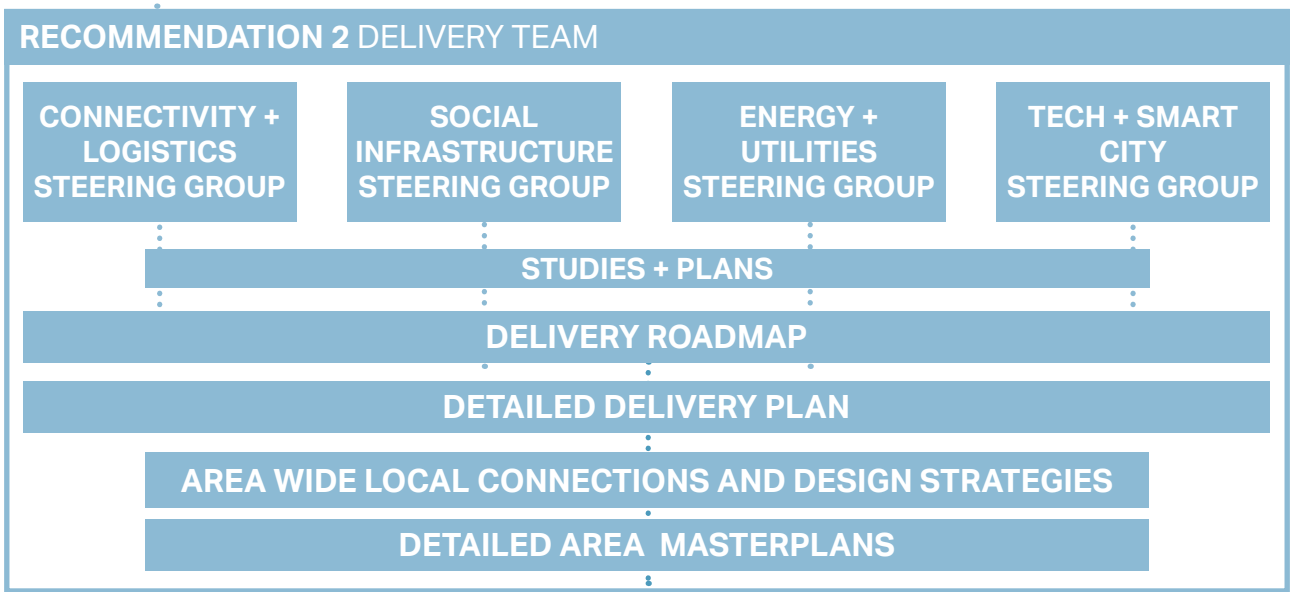 RECOMMENDATION 2 DELIVERY TEAM
CONNECTIVITY +
LOGISTICS
STEERING GROUP
SOCIAL
INFRASTRUCTURE
STEERING GROUP
ENERGY +
UTILITIES
STEERING GROUP
TECH + SMART
CITY
STEERING GROUP
STUDIES + PLANS
DELIVERY ROADMAP
DETAILED DELIVERY PLAN
AREA WIDE LOCAL CONNECTIONS AND DESIGN STRATEGIES
DETAILED AREA  MASTERPLANS